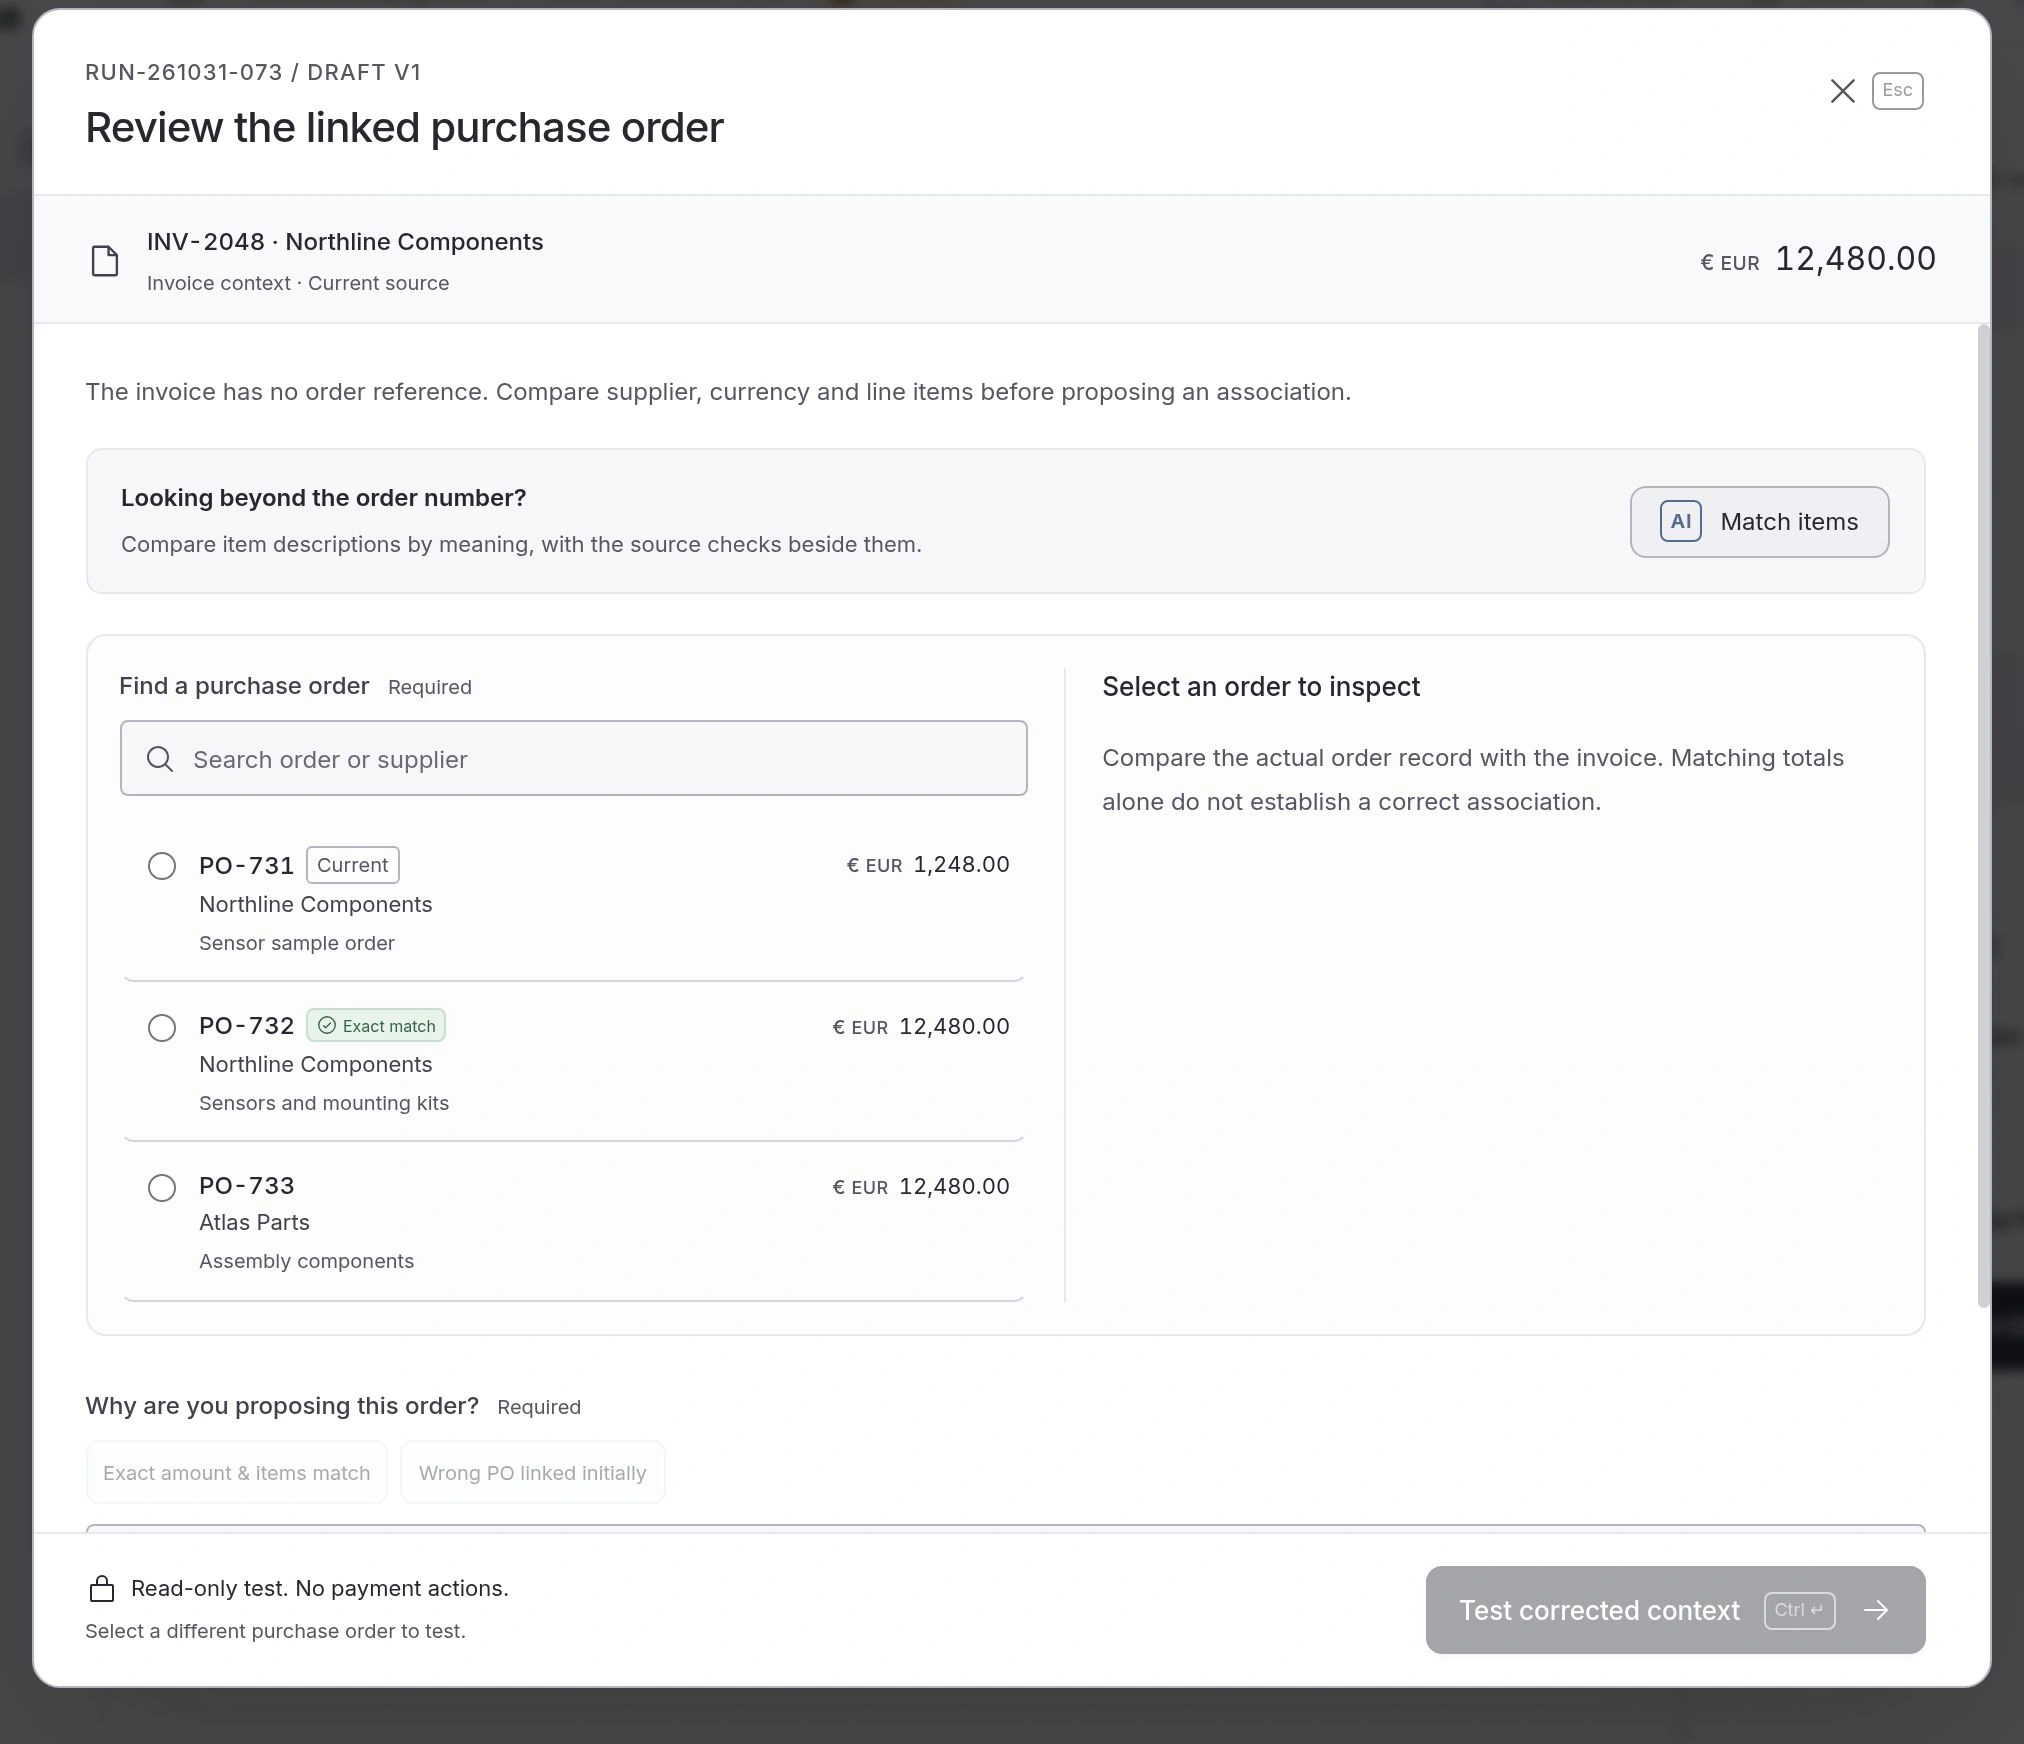 RUN-261031-073 / DRAFT V1
Review the linked purchase order
Esc
INV-2048 · Northline Components
Invoice context · Current source
€ EUR 12,480.00
The invoice has no order reference. Compare supplier, currency and line items before proposing an association.
Looking beyond the order number?
Compare item descriptions by meaning, with the source checks beside them.
AI Match items
Find a purchase order Required
Search order or supplier
PO-731 Current € EUR 1,248.00
Northline Components
Sensor sample order
PO-732 Exact match € EUR 12,480.00
Northline Components
Sensors and mounting kits
PO-733 € EUR 12,480.00
Atlas Parts
Assembly components
Select an order to inspect
Compare the actual order record with the invoice. Matching totals
alone do not establish a correct association.
Why are you proposing this order? Required
Exact amount & items match Wrong PO linked initially
Read-only test. No payment actions.
Select a different purchase order to test.
Test corrected context Ctrl ↵ →